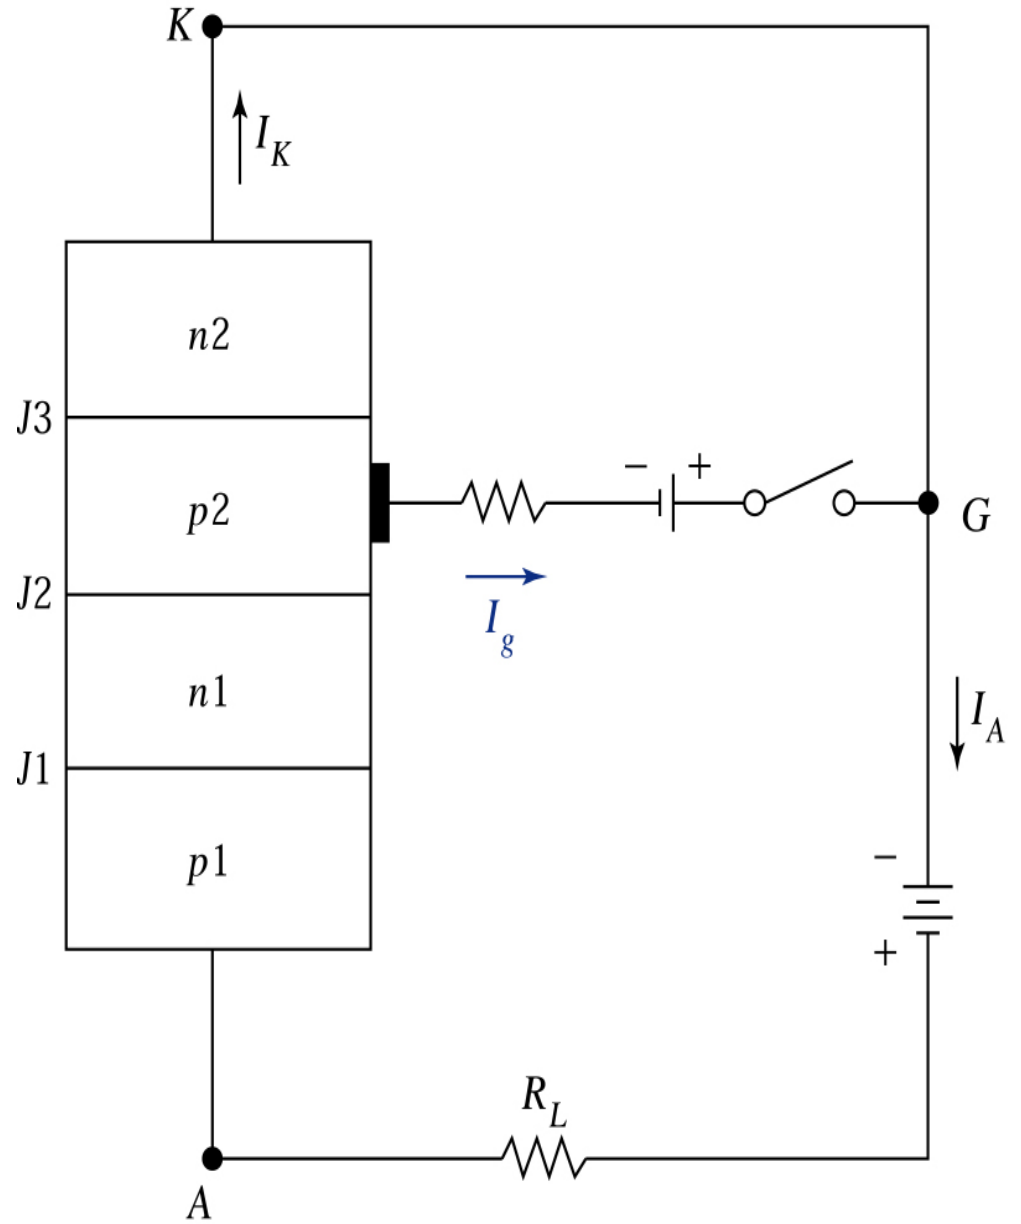 K
I_K
n2
J3
p2
− +
G
J2
I_g
n1
I_A
J1
p1
−
+
R_L
A